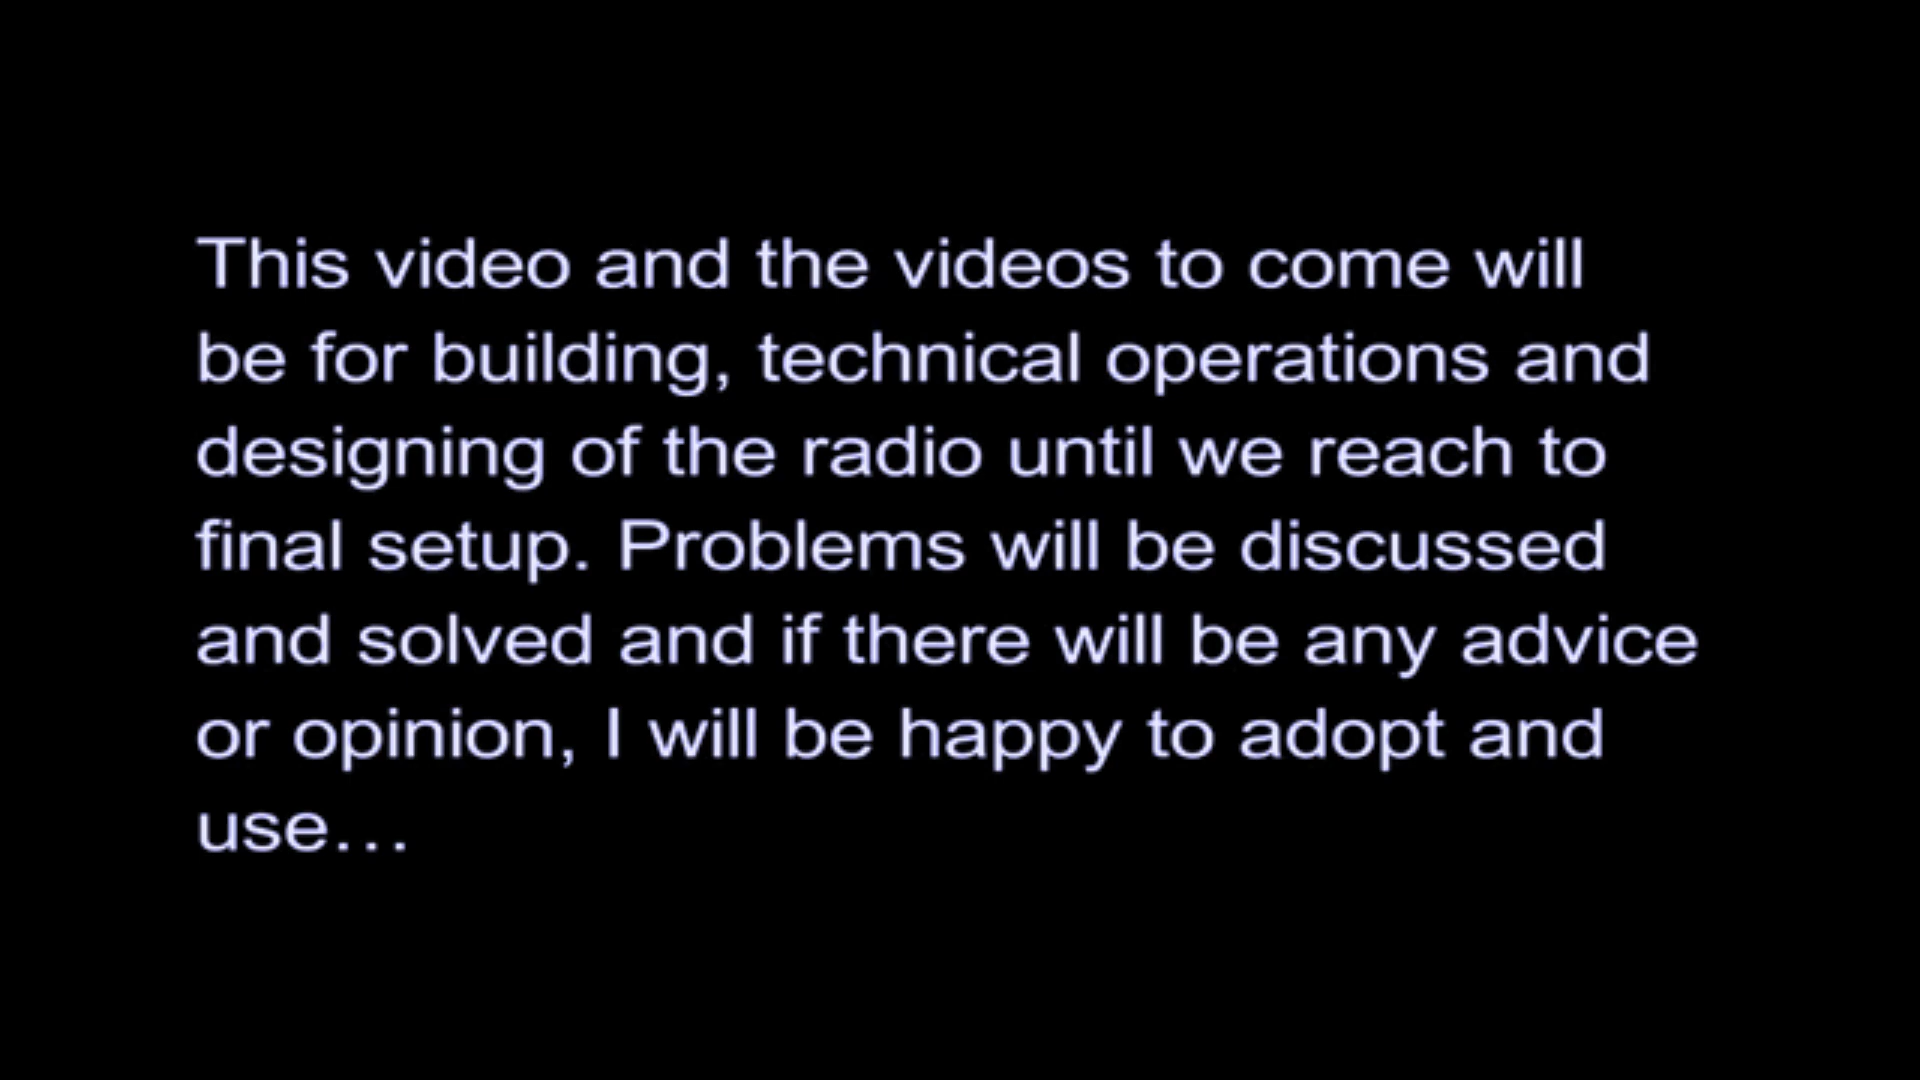 This video and the videos to come will
be for building, technical operations and
designing of the radio until we reach to
final setup. Problems will be discussed
and solved and if there will be any advice
or opinion, I will be happy to adopt and
use…